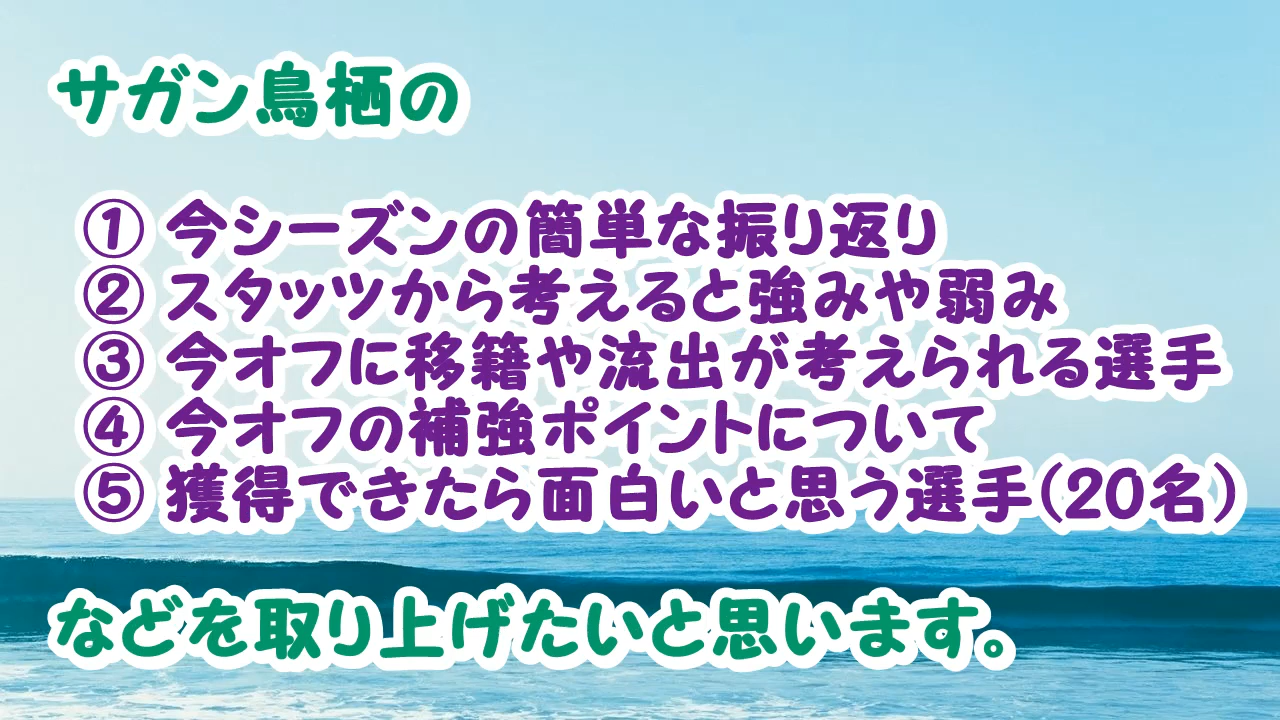 サガン鳥栖の
① 今シーズンの簡単な振り返り
② スタッツから考えると強みや弱み
③ 今オフに移籍や流出が考えられる選手
④ 今オフの補強ポイントについて
⑤ 獲得できたら面白いと思う選手(20名)
などを取り上げたいと思います。